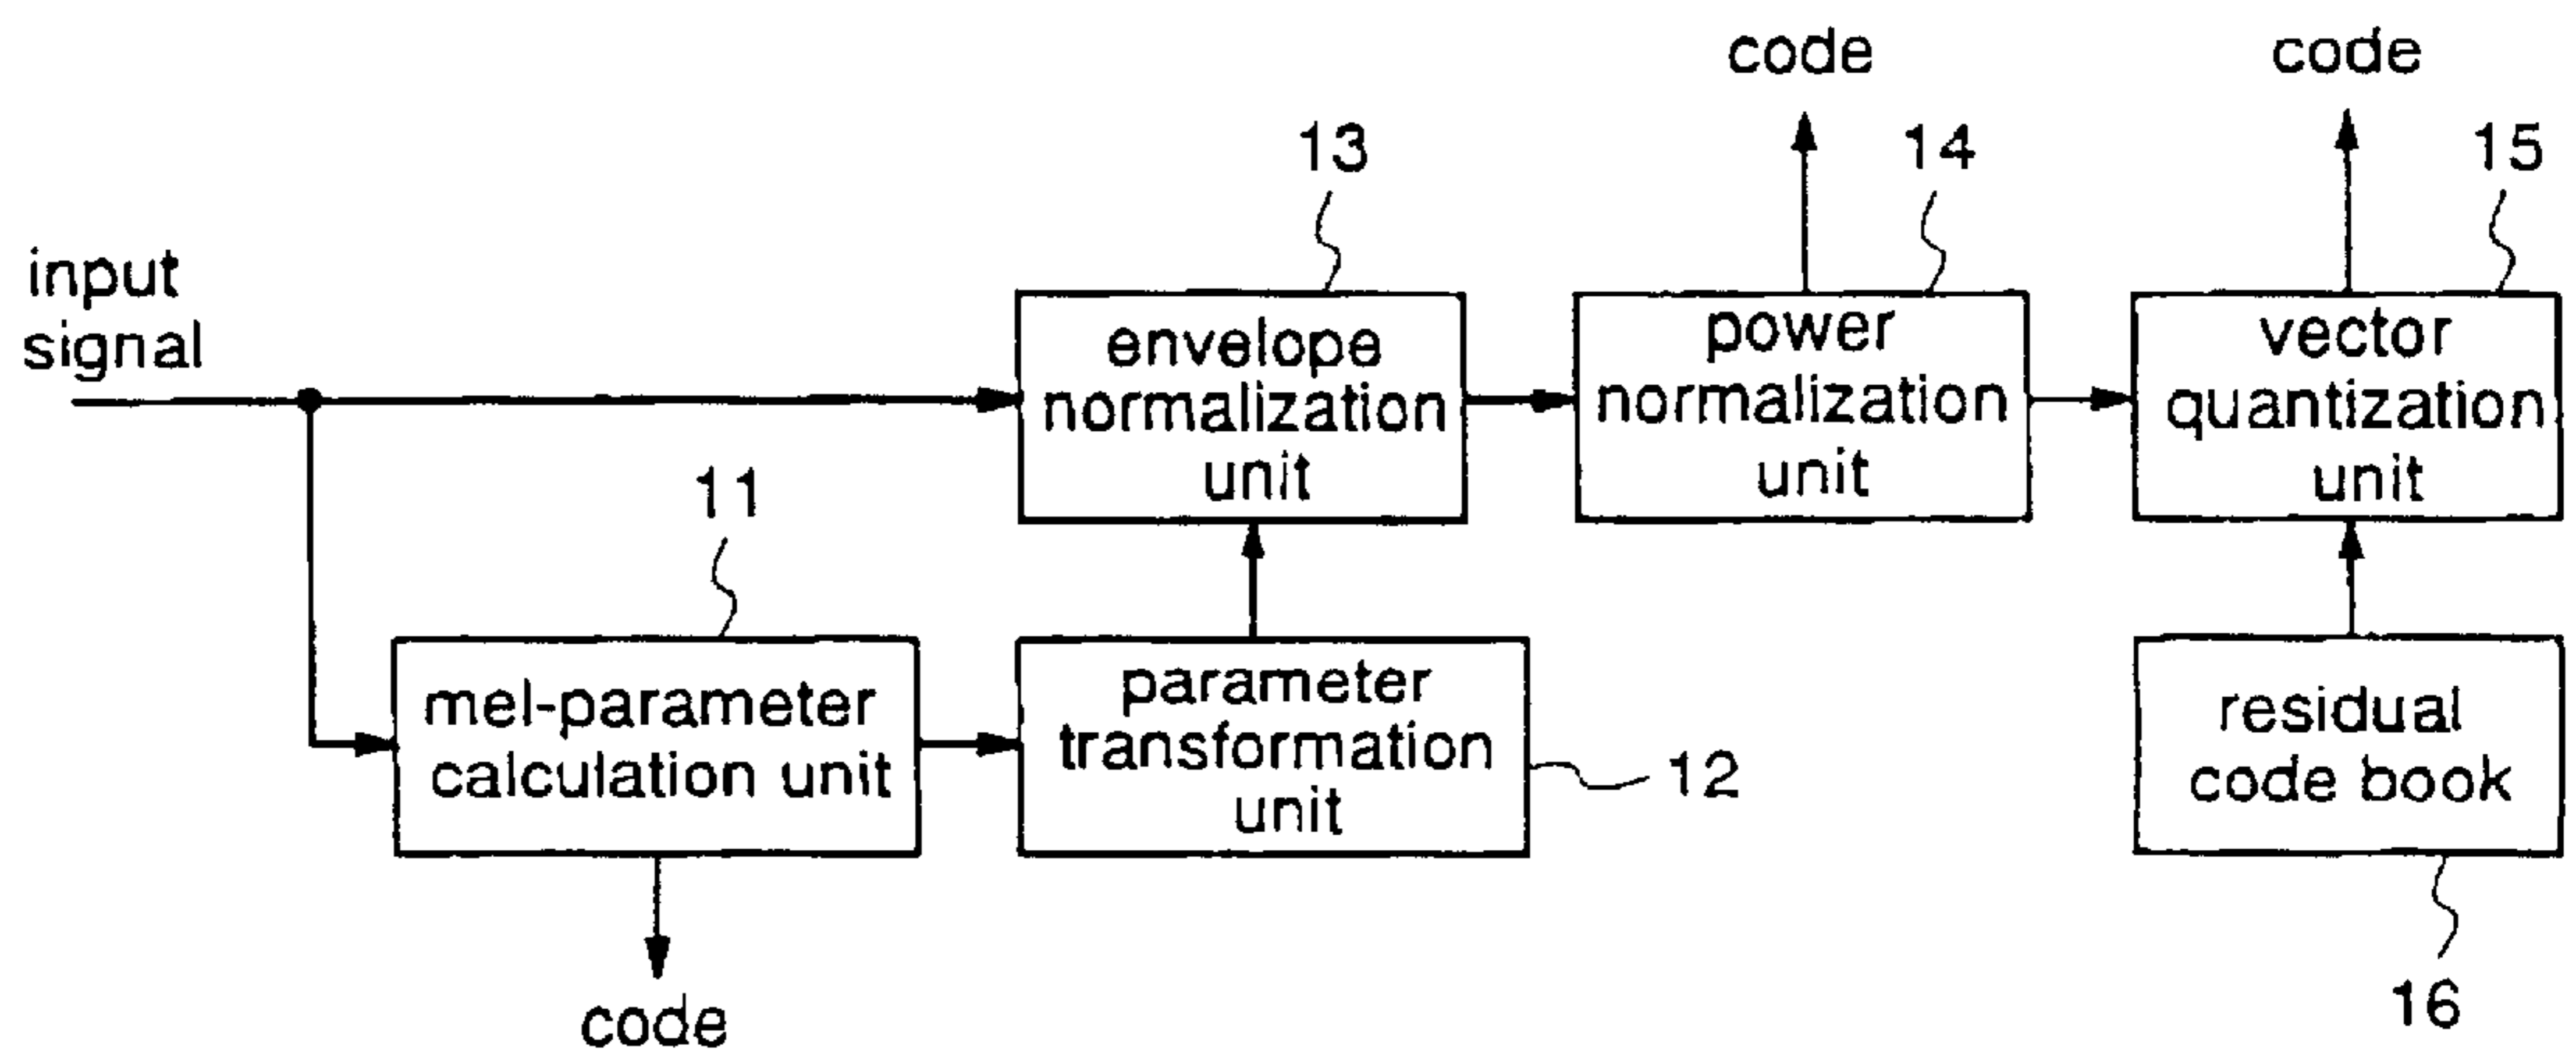 code
code
13
14
15
input
signal
envelope
normalization
unit
power
normalization
unit
vector
quantization
unit
11
mel-parameter
calculation unit
parameter
transformation
unit
12
residual
code book
code
16